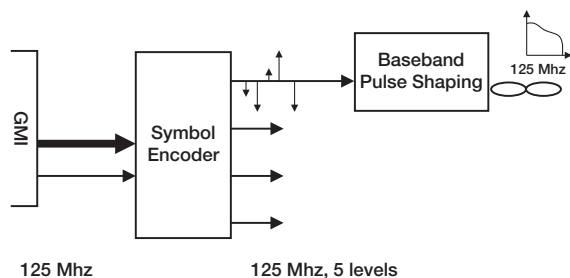 GMI
Symbol
Encoder
Baseband
Pulse Shaping
125 Mhz
125 Mhz
125 Mhz, 5 levels